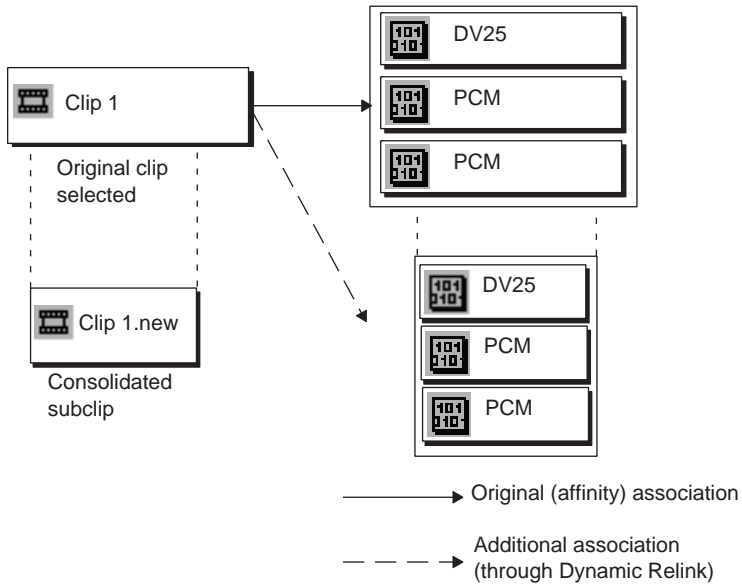 DV25
PCM
PCM
Clip 1
Original clip
selected
Clip 1.new
Consolidated
subclip
DV25
PCM
PCM
Original (affinity) association
Additional association
(through Dynamic Relink)